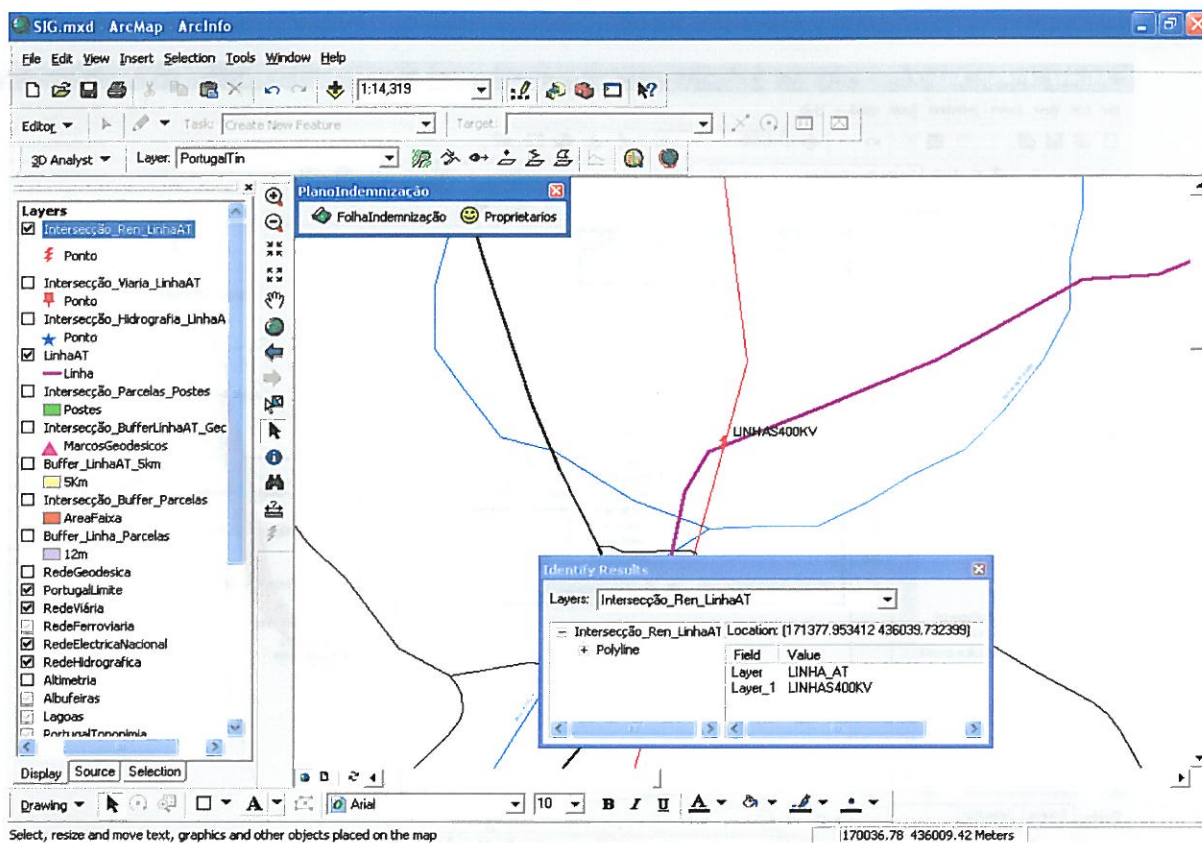 SIG.mxd - ArcMap - ArcInfo
File Edit View Insert Selection Tools Window Help
1:14,319
Editor Task: Create New Feature Target:
3D Analyst Layer: PortugalTin
PlanoIndemnização
FolhaIndemnização Proprietarios
Layers
Intersecção_Ren_LinhaAT
Ponto
Intersecção_Viaria_LinhaAT
Ponto
Intersecção_Hidrografia_LinhaA
Ponto
LinhaAT
Linha
Intersecção_Parcelas_Postes
Postes
Intersecção_BufferLinhaAT_Gec
MarcosGeodesicos
Buffer_LinhaAT_5km
5Km
Intersecção_Buffer_Parcelas
AreaFaixa
Buffer_Linha_Parcelas
12m
RedeGeodesica
PortugalLimite
RedeViária
RedeFerroviaria
RedeElectricaNacional
RedeHidrografica
Altimetria
Albufeiras
Lagoas
PortugalToponimia
Display Source Selection
LINHAS400KV
Identify Results
Layers: Intersecção_Ren_LinhaAT
Intersecção_Ren_LinhaAT
Polyline
Location: (171377.953412 436039.732399)
Field Value
Layer LINHA_AT
Layer_1 LINHAS400KV
Drawing A Arial 10 B I U A
Select, resize and move text, graphics and other objects placed on the map
170036.78 436009.42 Meters